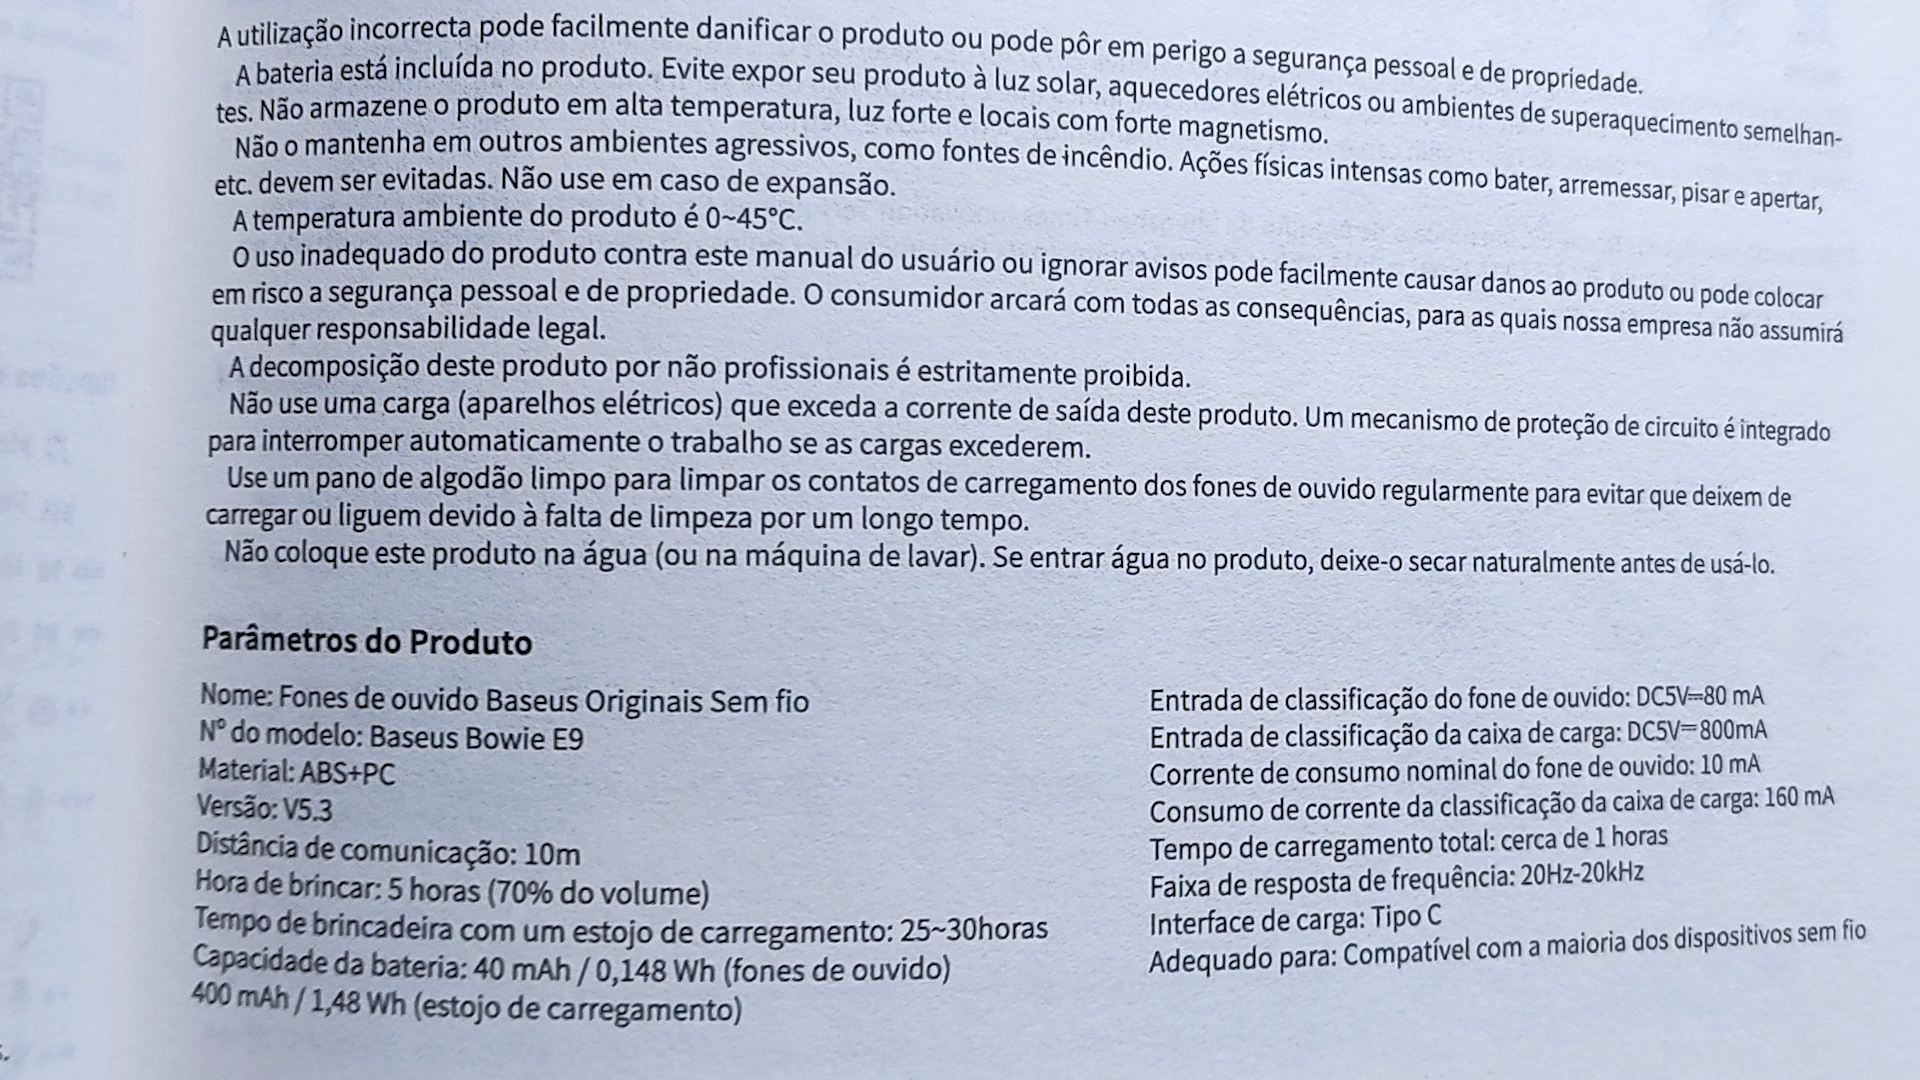 A utilização incorrecta pode facilmente danificar o produto ou pode pôr em perigo a segurança pessoal e de propriedade.
A bateria está incluída no produto. Evite expor seu produto à luz solar, aquecedores elétricos ou ambientes de superaquecimento semelhan-
tes. Não armazene o produto em alta temperatura, luz forte e locais com forte magnetismo.
Não o mantenha em outros ambientes agressivos, como fontes de incêndio. Ações físicas intensas como bater, arremessar, pisar e apertar,
etc. devem ser evitadas. Não use em caso de expansão.
A temperatura ambiente do produto é 0~45°C.
O uso inadequado do produto contra este manual do usuário ou ignorar avisos pode facilmente causar danos ao produto ou pode colocar
em risco a segurança pessoal e de propriedade. O consumidor arcará com todas as consequências, para as quais nossa empresa não assumirá
qualquer responsabilidade legal.
A decomposição deste produto por não profissionais é estritamente proibida.
Não use uma carga (aparelhos elétricos) que exceda a corrente de saída deste produto. Um mecanismo de proteção de circuito é integrado
para interromper automaticamente o trabalho se as cargas excederem.
Use um pano de algodão limpo para limpar os contatos de carregamento dos fones de ouvido regularmente para evitar que deixem de
carregar ou liguem devido à falta de limpeza por um longo tempo.
Não coloque este produto na água (ou na máquina de lavar). Se entrar água no produto, deixe-o secar naturalmente antes de usá-lo.
Parâmetros do Produto
Nome: Fones de ouvido Baseus Originais Sem fio
Nº do modelo: Baseus Bowie E9
Material: ABS+PC
Versão: V5.3
Distância de comunicação: 10m
Hora de brincar: 5 horas (70% do volume)
Tempo de brincadeira com um estojo de carregamento: 25~30horas
Capacidade da bateria: 40 mAh / 0,148 Wh (fones de ouvido)
400 mAh / 1,48 Wh (estojo de carregamento)
Entrada de classificação do fone de ouvido: DC5V⎓80 mA
Entrada de classificação da caixa de carga: DC5V⎓800mA
Corrente de consumo nominal do fone de ouvido: 10 mA
Consumo de corrente da classificação da caixa de carga: 160 mA
Tempo de carregamento total: cerca de 1 horas
Faixa de resposta de frequência: 20Hz-20kHz
Interface de carga: Tipo C
Adequado para: Compatível com a maioria dos dispositivos sem fio